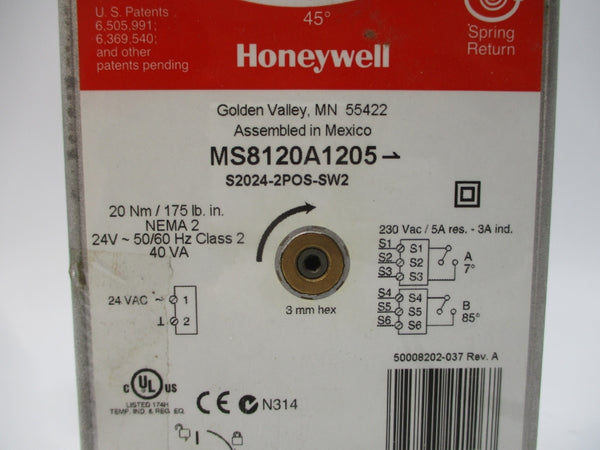 U. S. Patents
6,505,991;
6,369,540;
and other
patents pending
45°
Spring
Return
Honeywell
Golden Valley, MN 55422
Assembled in Mexico
MS8120A1205
S2024-2POS-SW2
20 Nm / 175 lb. in.
NEMA 2
24V ~ 50/60 Hz Class 2
40 VA
3 mm hex
230 Vac / 5A res. - 3A ind.
S1 S1
S2 S2
S3 S3
A
7°
S4 S4
S5 S5
S6 S6
B
85°
24 VAC ~ 1
2
50008202-037 Rev. A
C UL US
LISTED 174H
TEMP. IND. & REG. EQ.
CE N314